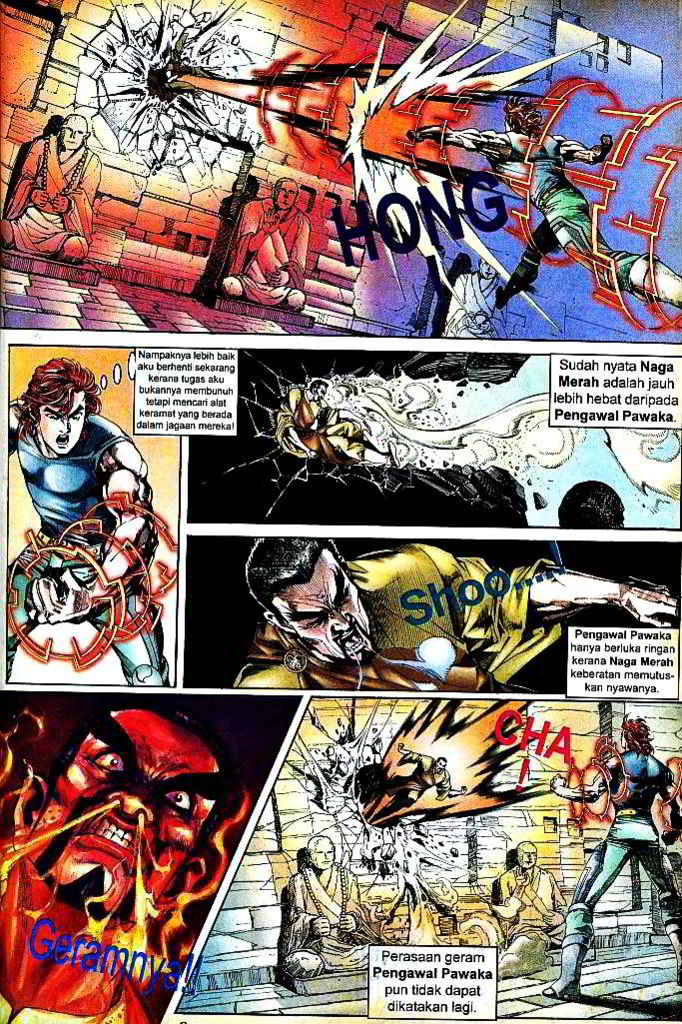 HONG
Nampaknya lebih baik
aku berhenti sekarang
kerana tugas aku
bukannya membunuh
tetapi mencari alat
keramat yang berada
dalam jagaan mereka!
Sudah nyata Naga
Merah adalah jauh
lebih hebat daripada
Pengawal Pawaka.
Shoo.....!
Pengawal Pawaka
hanya berluka ringan
kerana Naga Merah
keberatan memutus-
kan nyawanya.
Geramnya!!
CHA
!
Perasaan geram
Pengawal Pawaka
pun tidak dapat
dikatakan lagi.